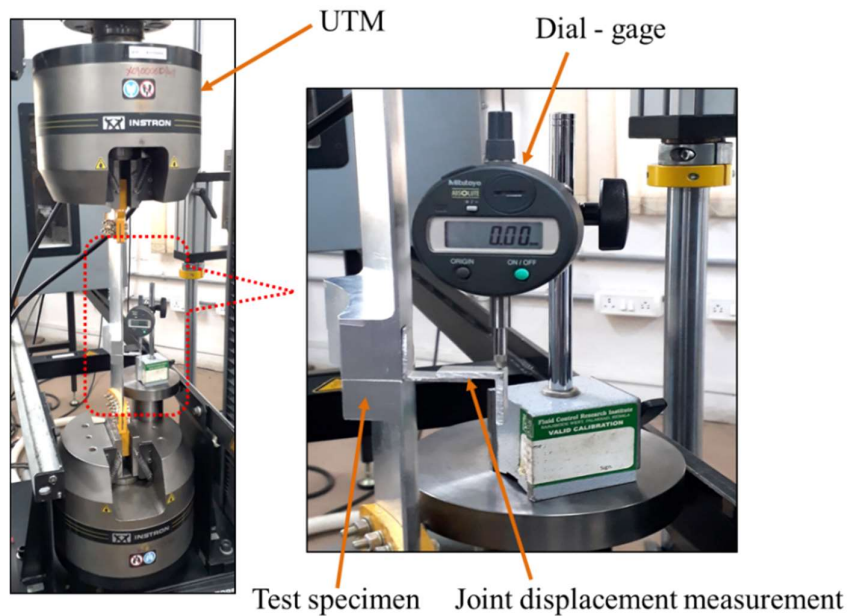 UTM
Dial - gage
INSTRON
Mitutoyo
ABSOLUTE
0.00
ORIGIN
ON / OFF
Fluid Control Research Institute
VALID CALIBRATION
INSTRON
Test specimen
Joint displacement measurement